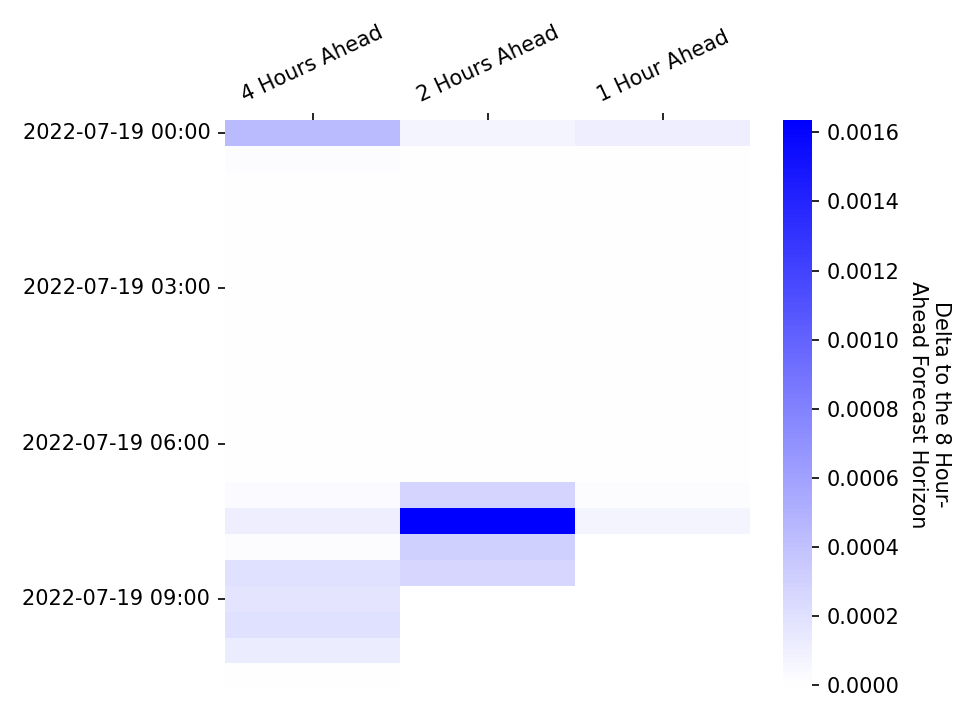 4 Hours Ahead
2 Hours Ahead
1 Hour Ahead
2022-07-19 00:00
2022-07-19 03:00
2022-07-19 06:00
2022-07-19 09:00
0.0016
0.0014
0.0012
0.0010
0.0008
0.0006
0.0004
0.0002
0.0000
Delta to the 8 Hour-
Ahead Forecast Horizon